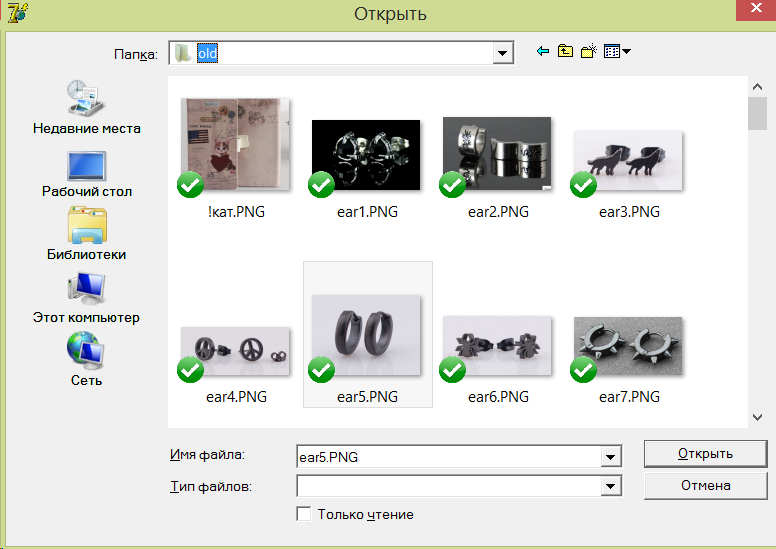 Открыть
Папка:
old
Недавние места
Рабочий стол
Библиотеки
Этот компьютер
Сеть
!кат.PNG
ear1.PNG
ear2.PNG
ear3.PNG
ear4.PNG
ear5.PNG
ear6.PNG
ear7.PNG
Имя файла:
ear5.PNG
Открыть
Тип файлов:
Отмена
Только чтение